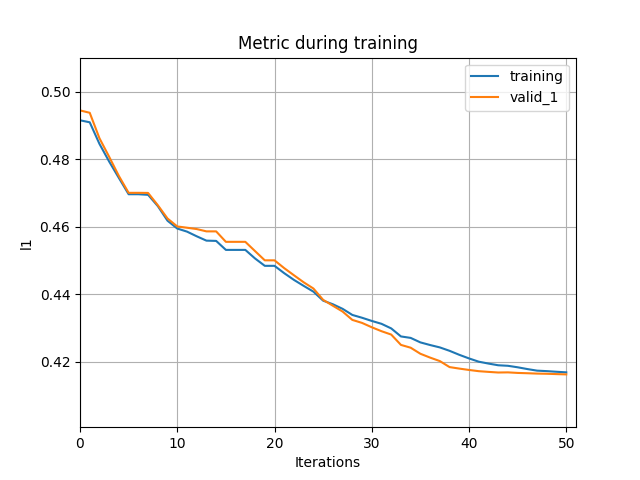 Metric during training
training
valid_1
0.50
0.48
0.46
0.44
0.42
l1
0 10 20 30 40 50
Iterations